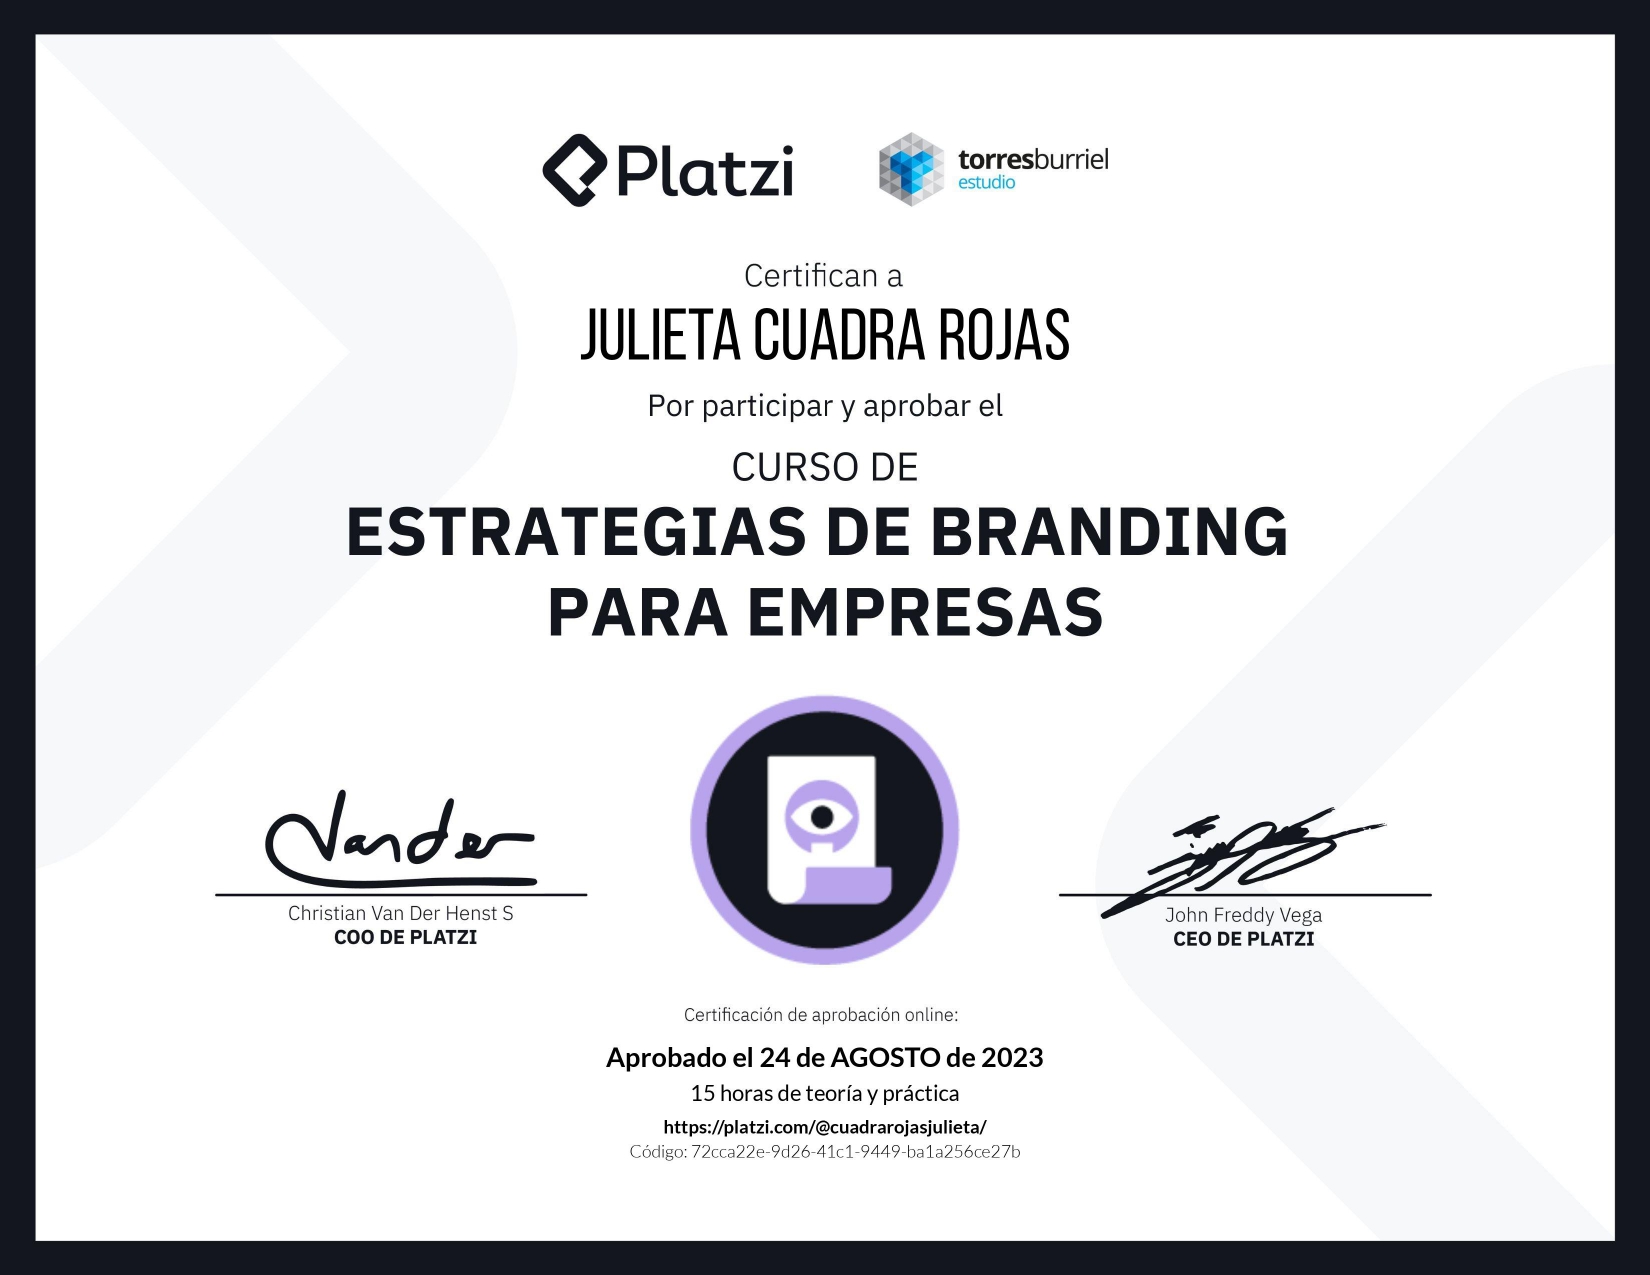 Platzi
torresburriel
estudio
Certifican a
JULIETA CUADRA ROJAS
Por participar y aprobar el
CURSO DE
ESTRATEGIAS DE BRANDING
PARA EMPRESAS
Vander
Christian Van Der Henst S
COO DE PLATZI
John Freddy Vega
CEO DE PLATZI
Certificación de aprobación online:
Aprobado el 24 de AGOSTO de 2023
15 horas de teoría y práctica
https://platzi.com/@cuadrarojasjulieta/
Código: 72cca22e-9d26-41c1-9449-ba1a256ce27b